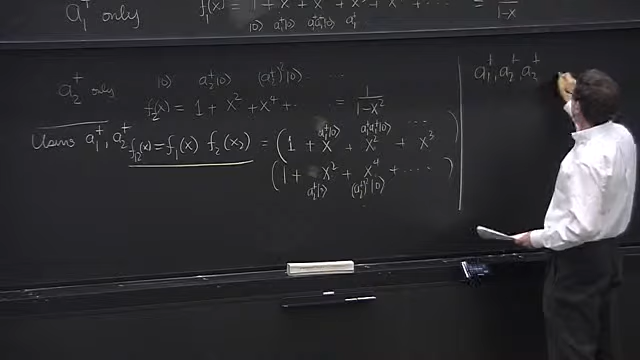 a₁⁺ only f₁(x) = 1 + x + x² + x³ + x⁴ + ⋯ = 1/(1-x)
|0⟩ a₁⁺|0⟩ a₁⁺a₁⁺|0⟩ a₁⁺
a₂⁺ only |0⟩ a₂⁺|0⟩ (a₂⁺)²|0⟩ ⋯
f₂(x) = 1 + x² + x⁴ + ⋯ = 1/(1-x²)
Using a₁⁺, a₂⁺
f₁₂(x) = f₁(x) f₂(x) = (1 + x + x² + x³ ⋯)
a₁⁺|0⟩ a₁⁺a₁⁺|0⟩
(1 + x² + x⁴ + ⋯)
a₂⁺|0⟩ (a₂⁺)²|0⟩
a₁⁺, a₂⁺, a₃⁺